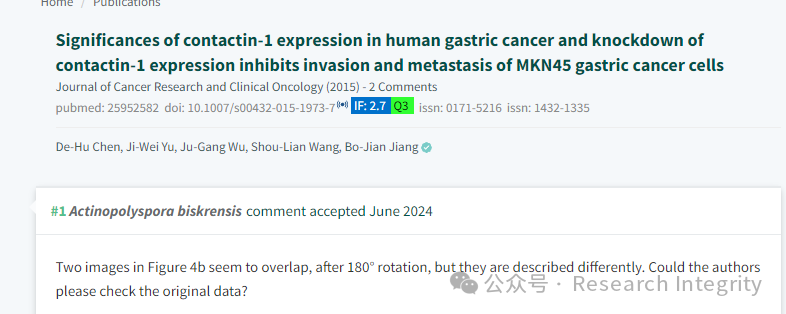 Home / Publications
Significances of contactin-1 expression in human gastric cancer and knockdown of
contactin-1 expression inhibits invasion and metastasis of MKN45 gastric cancer cells
Journal of Cancer Research and Clinical Oncology (2015) - 2 Comments
pubmed: 25952582 doi: 10.1007/s00432-015-1973-7 IF: 2.7 Q3 issn: 0171-5216 issn: 1432-1335
De-Hu Chen, Ji-Wei Yu, Ju-Gang Wu, Shou-Lian Wang, Bo-Jian Jiang
#1 Actinopolyspora biskrensis comment accepted June 2024
Two images in Figure 4b seem to overlap, after 180° rotation, but they are described differently. Could the authors
please check the original data?
公众号 · Research Integrity